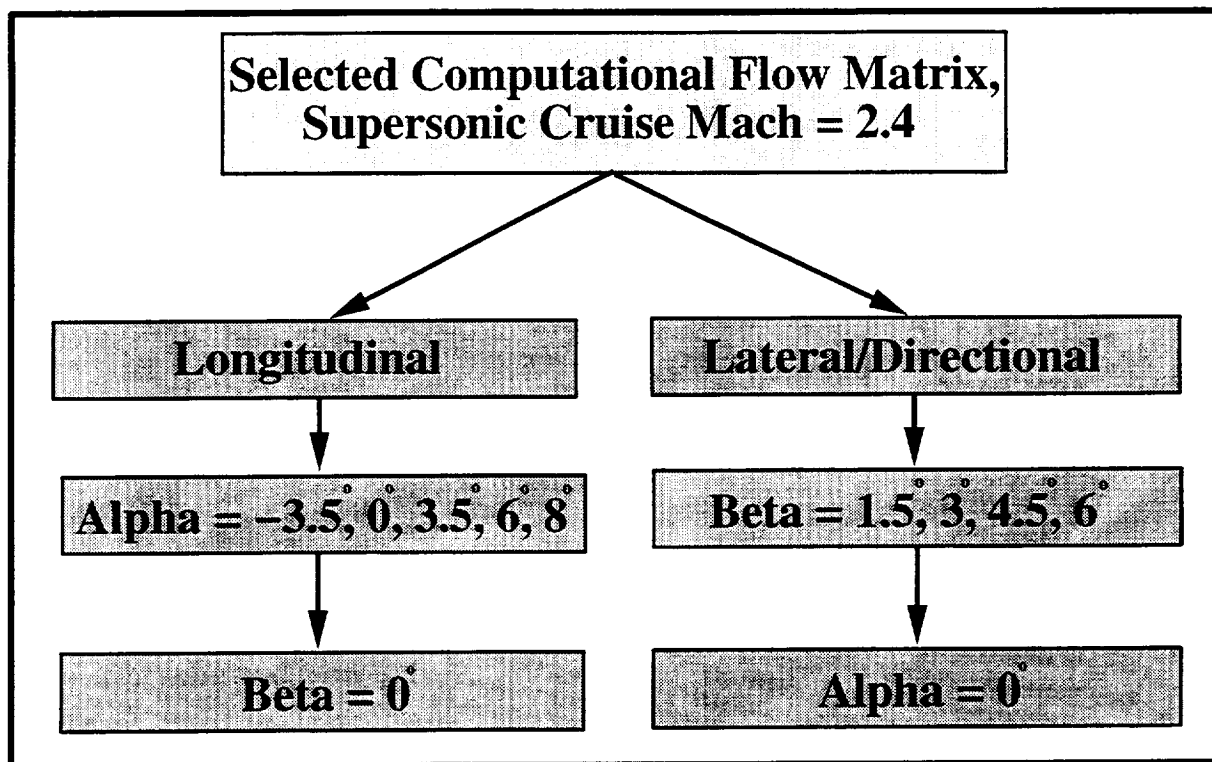 Selected Computational Flow Matrix,
Supersonic Cruise Mach = 2.4
Longitudinal
Alpha = −3.5°, 0°, 3.5°, 6°, 8°
Beta = 0°
Lateral/Directional
Beta = 1.5°, 3°, 4.5°, 6°
Alpha = 0°